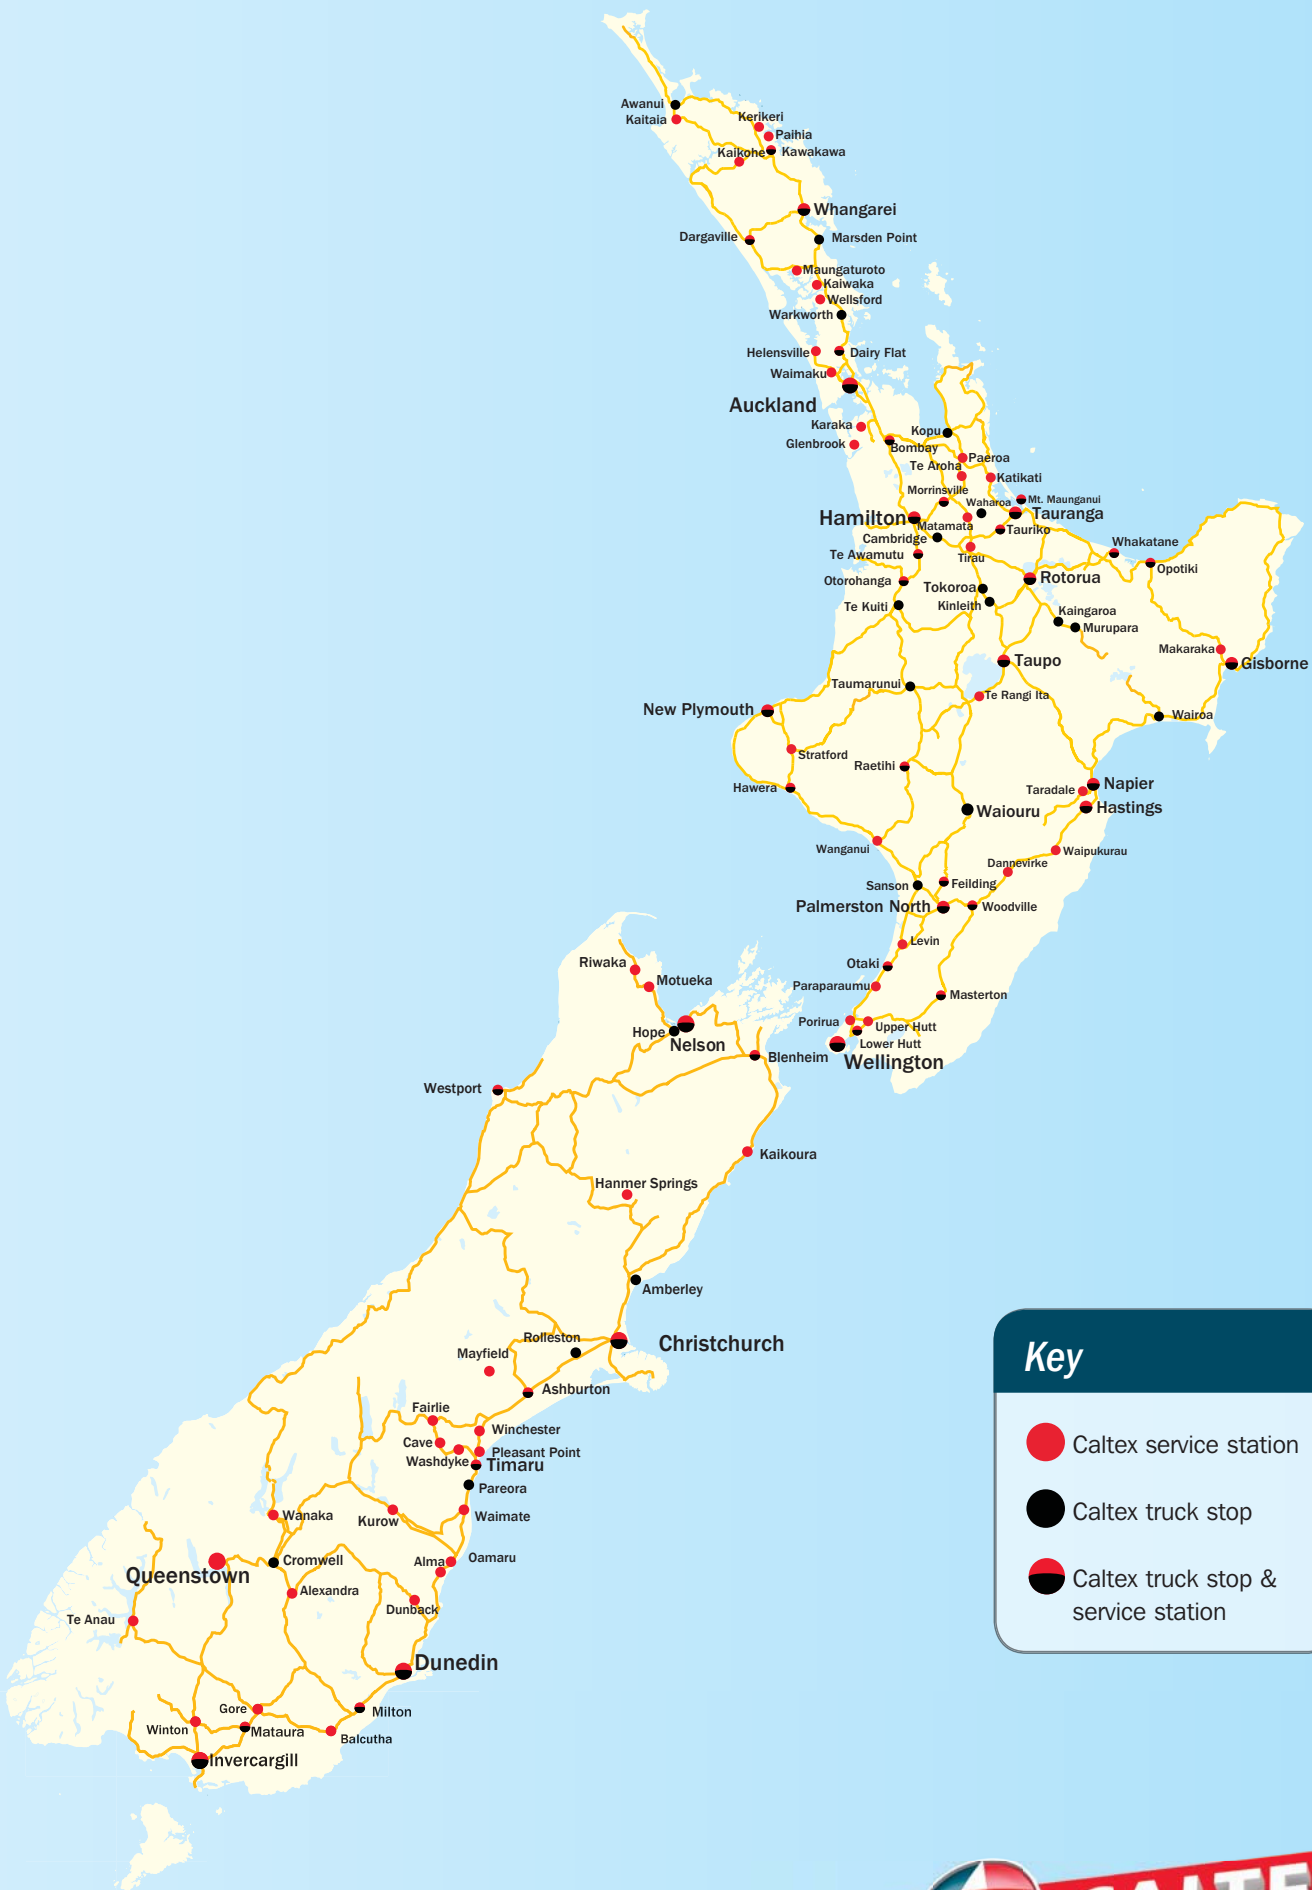 Awanui
Kaitaia
Kerikeri
Paihia
Kaikohe
Kawakawa
Whangarei
Dargaville
Marsden Point
Maungaturoto
Kaiwaka
Wellsford
Warkworth
Helensville
Dairy Flat
Waimaku
Auckland
Karaka
Glenbrook
Kopu
Bombay
Paeroa
Te Aroha
Katikati
Morrinsville
Waharoa
Mt. Maunganui
Hamilton
Matamata
Tauranga
Cambridge
Tauriko
Te Awamutu
Tirau
Whakatane
Opotiki
Otorohanga
Tokoroa
Rotorua
Te Kuiti
Kinleith
Kaingaroa
Murupara
Makaraka
Gisborne
Taupo
Taumarunui
Te Rangi Ita
New Plymouth
Wairoa
Stratford
Raetihi
Hawera
Taradale
Napier
Hastings
Waiouru
Wanganui
Waipukurau
Dannevirke
Sanson
Feilding
Palmerston North
Woodville
Levin
Otaki
Paraparaumu
Masterton
Porirua
Upper Hutt
Lower Hutt
Wellington
Riwaka
Motueka
Hope
Nelson
Blenheim
Westport
Kaikoura
Hanmer Springs
Amberley
Rolleston
Christchurch
Mayfield
Ashburton
Fairlie
Winchester
Cave
Pleasant Point
Washdyke
Timaru
Pareora
Wanaka
Kurow
Waimate
Queenstown
Cromwell
Alma
Oamaru
Alexandra
Dunback
Te Anau
Dunedin
Gore
Milton
Winton
Mataura
Balcutha
Invercargill
Key
Caltex service station
Caltex truck stop
Caltex truck stop &
service station